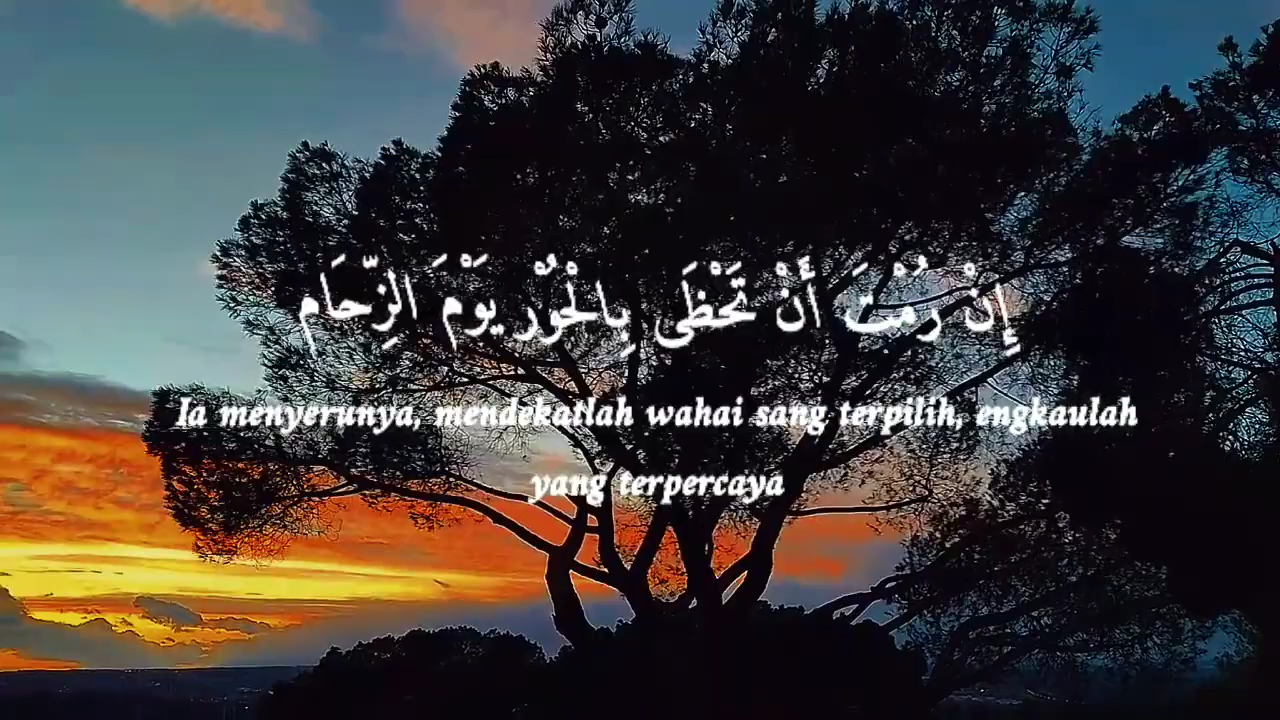 إِنْ رُمْتَ أَنْ تَحْظَى بِالْحُوْر يَوْمَ الزِّحَام
Ia menyerunya, mendekatlah wahai sang terpilih, engkaulah
yang terpercaya